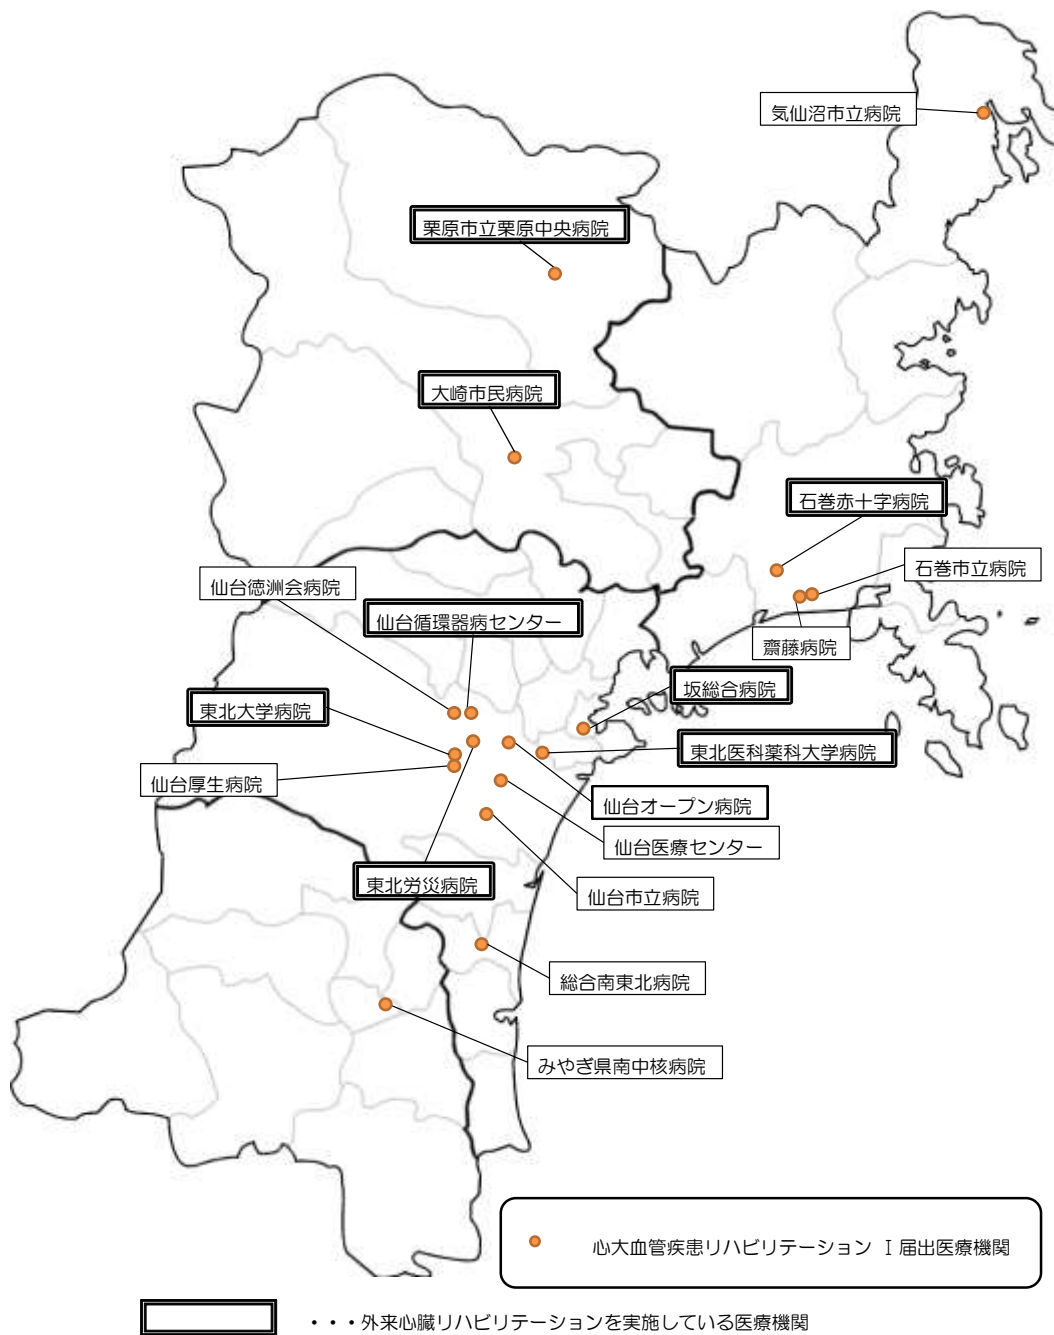 気仙沼市立病院
栗原市立栗原中央病院
大崎市民病院
石巻赤十字病院
石巻市立病院
仙台徳洲会病院
仙台循環器病センター
齋藤病院
坂総合病院
東北大学病院
東北医科薬科大学病院
仙台厚生病院
仙台オープン病院
仙台医療センター
東北労災病院
仙台市立病院
総合南東北病院
みやぎ県南中核病院
心大血管疾患リハビリテーション Ⅰ届出医療機関
・・・外来心臓リハビリテーションを実施している医療機関